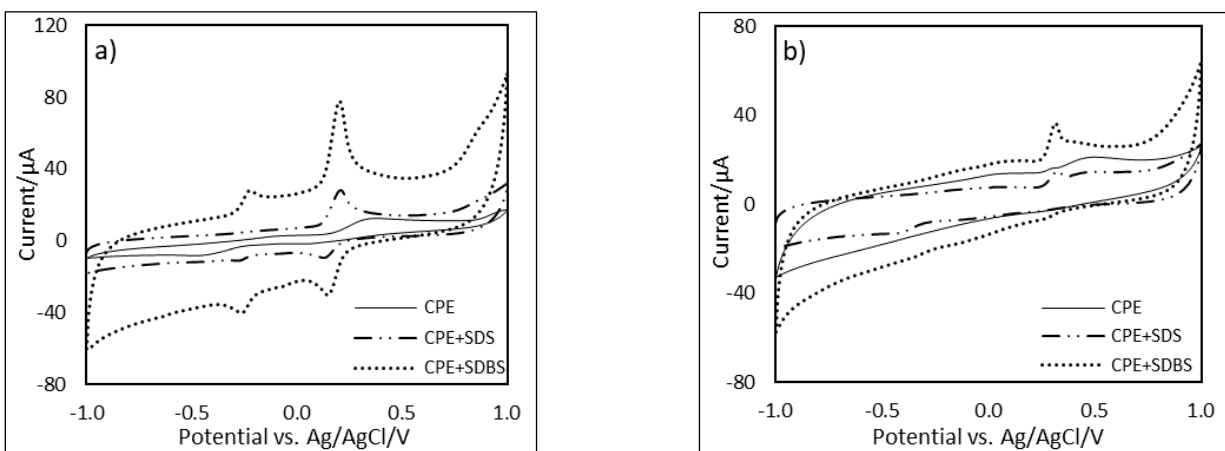 a)
120
80
40
0
-40
-80
Current/µA
-1.0 -0.5 0.0 0.5 1.0
Potential vs. Ag/AgCl/V
CPE
CPE+SDS
CPE+SDBS
b)
80
40
0
-40
-80
Current/µA
-1.0 -0.5 0.0 0.5 1.0
Potential vs. Ag/AgCl/V
CPE
CPE+SDS
CPE+SDBS